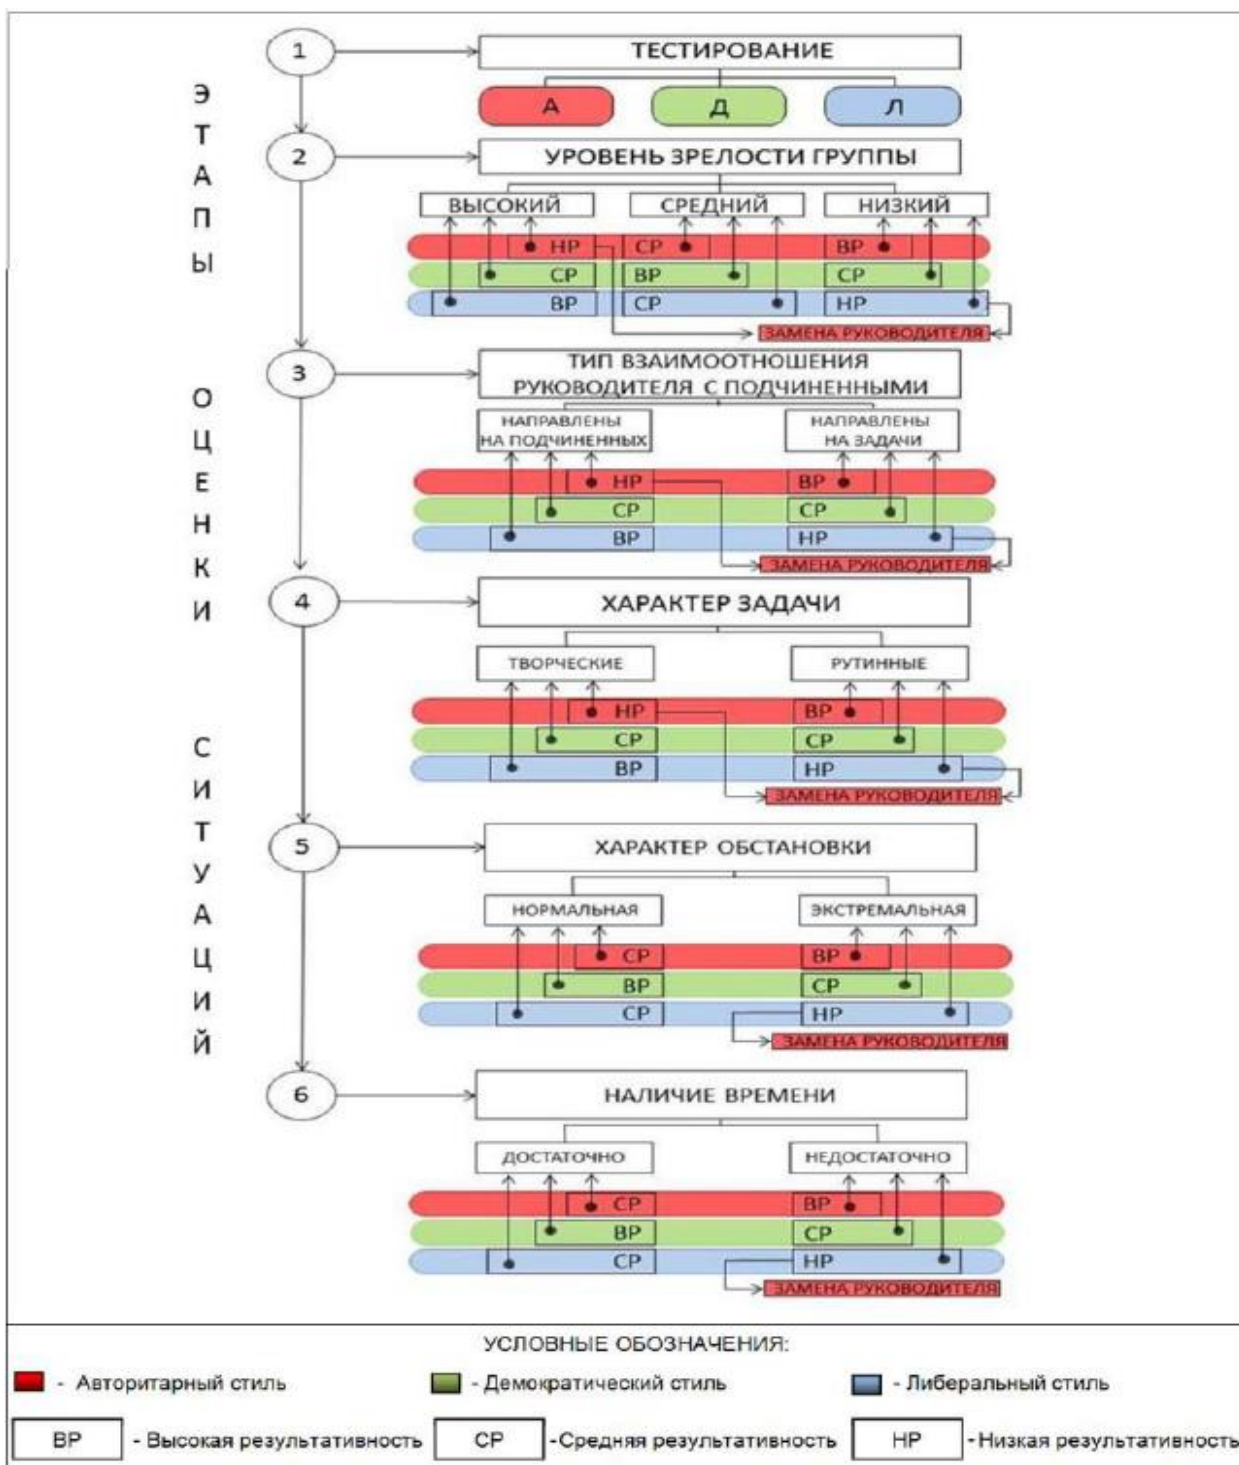 ЭТАПЫ ОЦЕНКИ СИТУАЦИЙ
1
ТЕСТИРОВАНИЕ
А Д Л
2
УРОВЕНЬ ЗРЕЛОСТИ ГРУППЫ
ВЫСОКИЙ СРЕДНИЙ НИЗКИЙ
НР СР ВР
СР ВР СР
ВР СР НР
ЗАМЕНА РУКОВОДИТЕЛЯ
3
ТИП ВЗАИМООТНОШЕНИЯ
РУКОВОДИТЕЛЯ С ПОДЧИНЕННЫМИ
НАПРАВЛЕНЫ
НА ПОДЧИНЕННЫХ
НАПРАВЛЕНЫ
НА ЗАДАЧИ
НР ВР
СР СР
ВР НР
ЗАМЕНА РУКОВОДИТЕЛЯ
4
ХАРАКТЕР ЗАДАЧИ
ТВОРЧЕСКИЕ РУТИННЫЕ
НР ВР
СР СР
ВР НР
ЗАМЕНА РУКОВОДИТЕЛЯ
5
ХАРАКТЕР ОБСТАНОВКИ
НОРМАЛЬНАЯ ЭКСТРЕМАЛЬНАЯ
СР ВР
ВР СР
СР НР
ЗАМЕНА РУКОВОДИТЕЛЯ
6
НАЛИЧИЕ ВРЕМЕНИ
ДОСТАТОЧНО НЕДОСТАТОЧНО
СР ВР
ВР СР
СР НР
ЗАМЕНА РУКОВОДИТЕЛЯ
УСЛОВНЫЕ ОБОЗНАЧЕНИЯ:
- Авторитарный стиль - Демократический стиль - Либеральный стиль
ВР - Высокая результативность СР -Средняя результативность НР -Низкая результативность